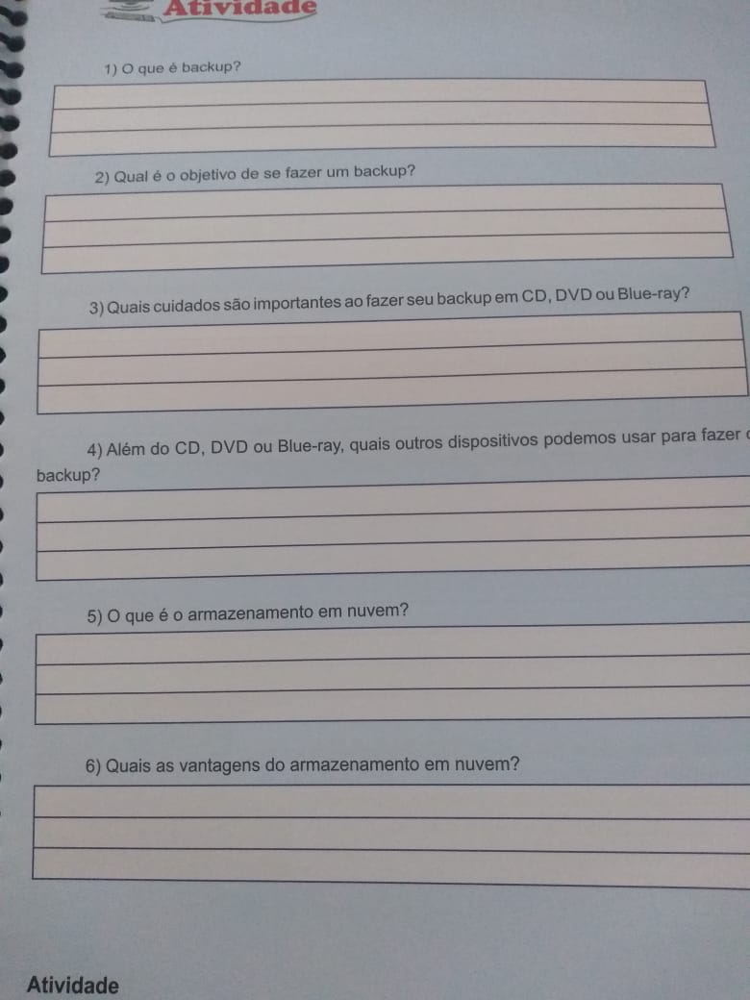 Atividade
1) O que é backup?
2) Qual é o objetivo de se fazer um backup?
3) Quais cuidados são importantes ao fazer seu backup em CD, DVD ou Blue-ray?
4) Além do CD, DVD ou Blue-ray, quais outros dispositivos podemos usar para fazer
backup?
5) O que é o armazenamento em nuvem?
6) Quais as vantagens do armazenamento em nuvem?
Atividade